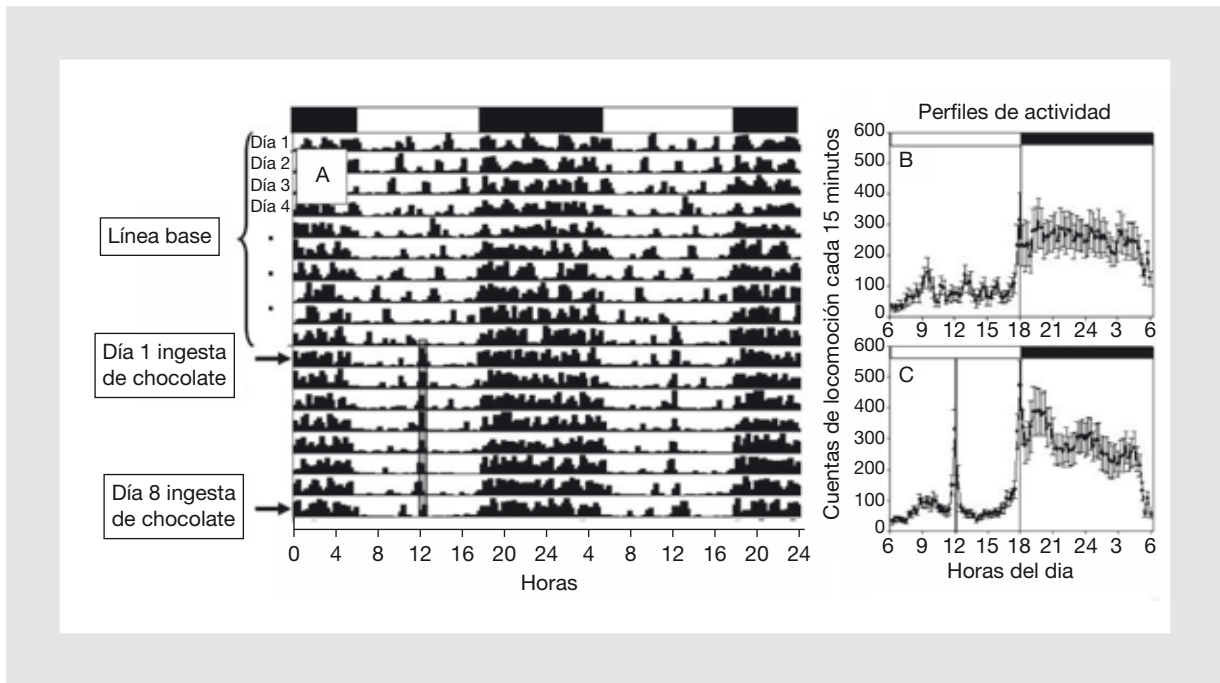 Día 1
Día 2
Día 3
Día 4
A
Línea base
Día 1 ingesta
de chocolate
Día 8 ingesta
de chocolate
0 4 8 12 16 20 24 4 8 12 16 20 24
Horas
Perfiles de actividad
Cuentas de locomoción cada 15 minutos
600
B
500
400
300
200
100
0
6 9 12 15 18 21 3 6
600
C
500
400
300
200
100
0
6 9 12 15 18 21 3 6
Horas del dia